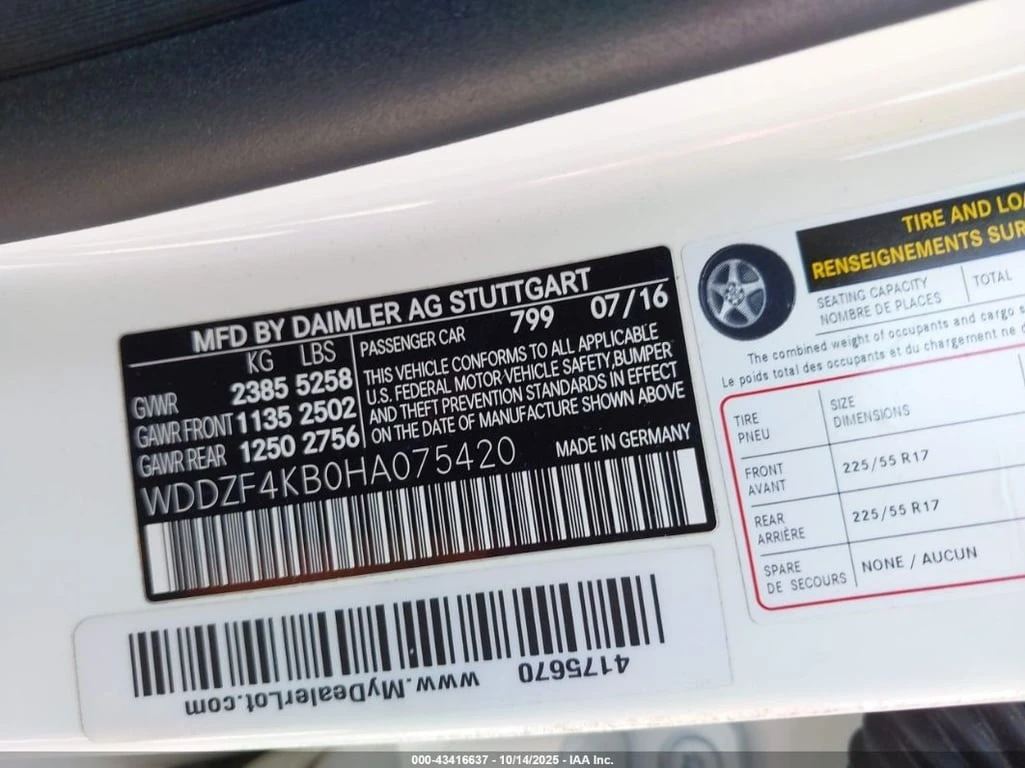 MFD BY DAIMLER AG STUTTGART
KG LBS
GVWR 2385 5258
GAWR FRONT 1135 2502
GAWR REAR 1250 2756
PASSENGER CAR 799 07/16
THIS VEHICLE CONFORMS TO ALL APPLICABLE
U.S. FEDERAL MOTOR VEHICLE SAFETY,BUMPER
AND THEFT PREVENTION STANDARDS IN EFFECT
ON THE DATE OF MANUFACTURE SHOWN ABOVE
WDDZF4KB0HA075420 MADE IN GERMANY
TIRE AND
RENSEIGNEMENTS SUR
SEATING CAPACITY
NOMBRE DE PLACES
TOTAL
The combined weight of occupants and cargo
Le poids total des occupants et du chargement ne
TIRE
PNEU
SIZE
DIMENSIONS
FRONT
AVANT
225/55 R17
REAR
ARRIÈRE
225/55 R17
SPARE
DE SECOURS
NONE / AUCUN
4175670
www.MyDealerLot.com
000-43416637 - 10/14/2025 - IAA Inc.